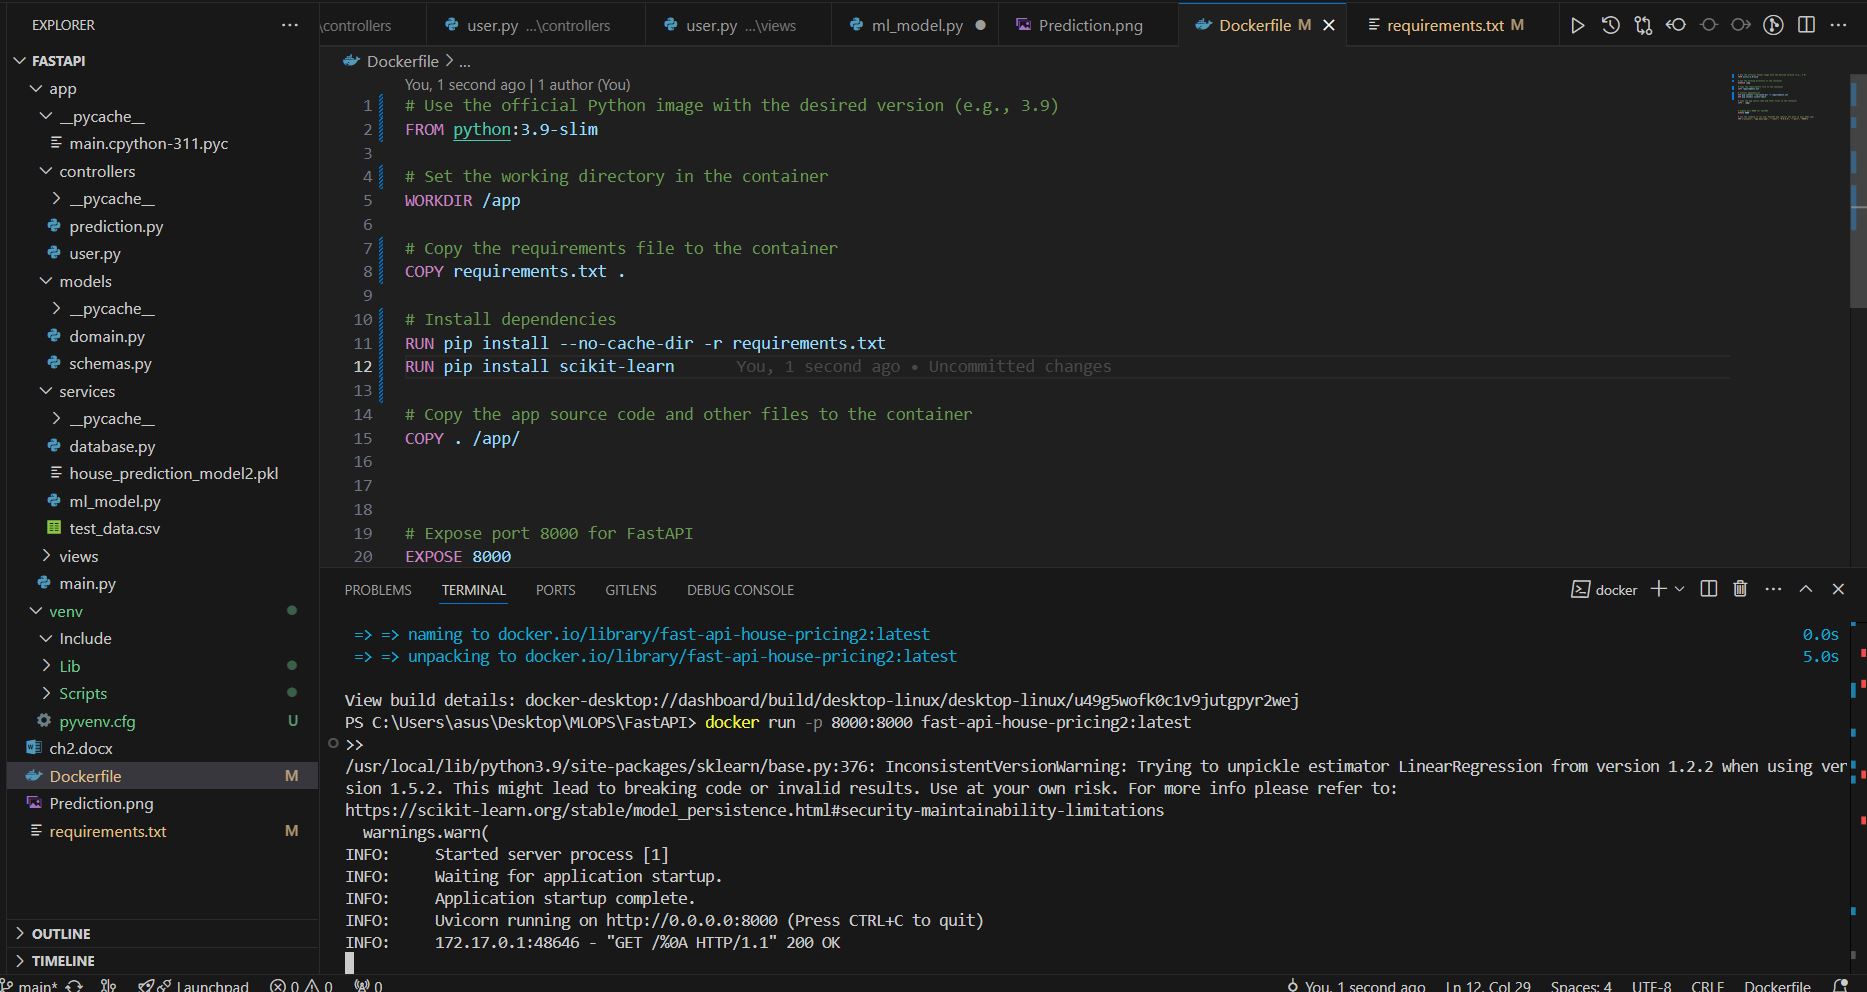 EXPLORER
FASTAPI
app
__pycache__
main.cpython-311.pyc
controllers
__pycache__
prediction.py
user.py
models
__pycache__
domain.py
schemas.py
services
__pycache__
database.py
house_prediction_model2.pkl
ml_model.py
test_data.csv
views
main.py
venv
Include
Lib
Scripts
pyvenv.cfg U
ch2.docx
Dockerfile M
Prediction.png
requirements.txt M
OUTLINE
TIMELINE
\controllers
user.py ...\controllers
user.py ...\views
ml_model.py
Prediction.png
Dockerfile M
requirements.txt M
Dockerfile > ...
You, 1 second ago | 1 author (You)
1 # Use the official Python image with the desired version (e.g., 3.9)
2 FROM python:3.9-slim
3
4 # Set the working directory in the container
5 WORKDIR /app
6
7 # Copy the requirements file to the container
8 COPY requirements.txt .
9
10 # Install dependencies
11 RUN pip install --no-cache-dir -r requirements.txt
12 RUN pip install scikit-learn You, 1 second ago • Uncommitted changes
13
14 # Copy the app source code and other files to the container
15 COPY . /app/
16
17
18
19 # Expose port 8000 for FastAPI
20 EXPOSE 8000
PROBLEMS TERMINAL PORTS GITLENS DEBUG CONSOLE
docker
=> => naming to docker.io/library/fast-api-house-pricing2:latest 0.0s
=> => unpacking to docker.io/library/fast-api-house-pricing2:latest 5.0s
View build details: docker-desktop://dashboard/build/desktop-linux/desktop-linux/u49g5wofk0c1v9jutgpyr2wej
PS C:\Users\asus\Desktop\MLOPS\FastAPI> docker run -p 8000:8000 fast-api-house-pricing2:latest
>>
/usr/local/lib/python3.9/site-packages/sklearn/base.py:376: InconsistentVersionWarning: Trying to unpickle estimator LinearRegression from version 1.2.2 when using ver
sion 1.5.2. This might lead to breaking code or invalid results. Use at your own risk. For more info please refer to:
https://scikit-learn.org/stable/model_persistence.html#security-maintainability-limitations
warnings.warn(
INFO: Started server process [1]
INFO: Waiting for application startup.
INFO: Application startup complete.
INFO: Uvicorn running on http://0.0.0.0:8000 (Press CTRL+C to quit)
INFO: 172.17.0.1:48646 - "GET /%0A HTTP/1.1" 200 OK
main* Launchpad 0 0 0
You, 1 second ago Ln 12, Col 29 Spaces: 4 UTF-8 CRLF Dockerfile